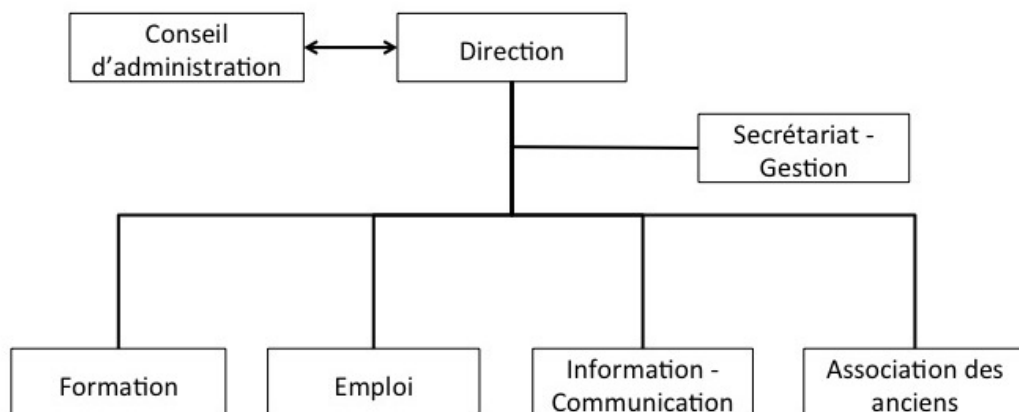 Conseil
d’administration
Direction
Secrétariat -
Gestion
Formation
Emploi
Information -
Communication
Association des
anciens